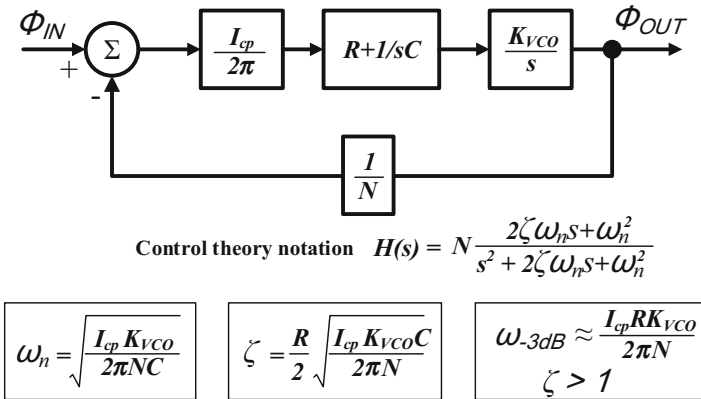 Φ_IN
+
-
Σ
I_cp / 2π
R+1/sC
K_VCO / s
Φ_OUT
1 / N
Control theory notation H(s) = N (2ζω_n s+ω_n^2) / (s^2 + 2ζω_n s+ω_n^2)
ω_n = √(I_cp K_VCO / 2πNC)
ζ = R/2 √(I_cp K_VCO C / 2πN)
ω_-3dB ≈ I_cp R K_VCO / 2πN
ζ > 1